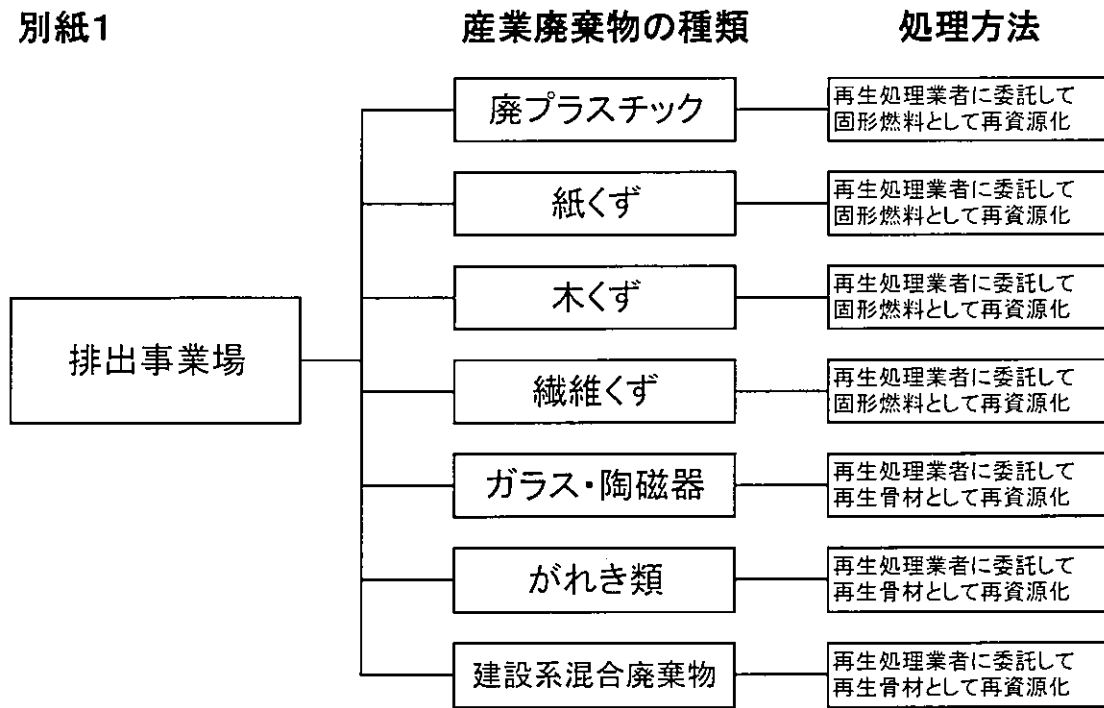 別紙1
産業廃棄物の種類
処理方法
排出事業場
廃プラスチック
再生処理業者に委託して
固形燃料として再資源化
紙くず
再生処理業者に委託して
固形燃料として再資源化
木くず
再生処理業者に委託して
固形燃料として再資源化
繊維くず
再生処理業者に委託して
固形燃料として再資源化
ガラス・陶磁器
再生処理業者に委託して
再生骨材として再資源化
がれき類
再生処理業者に委託して
再生骨材として再資源化
建設系混合廃棄物
再生処理業者に委託して
再生骨材として再資源化